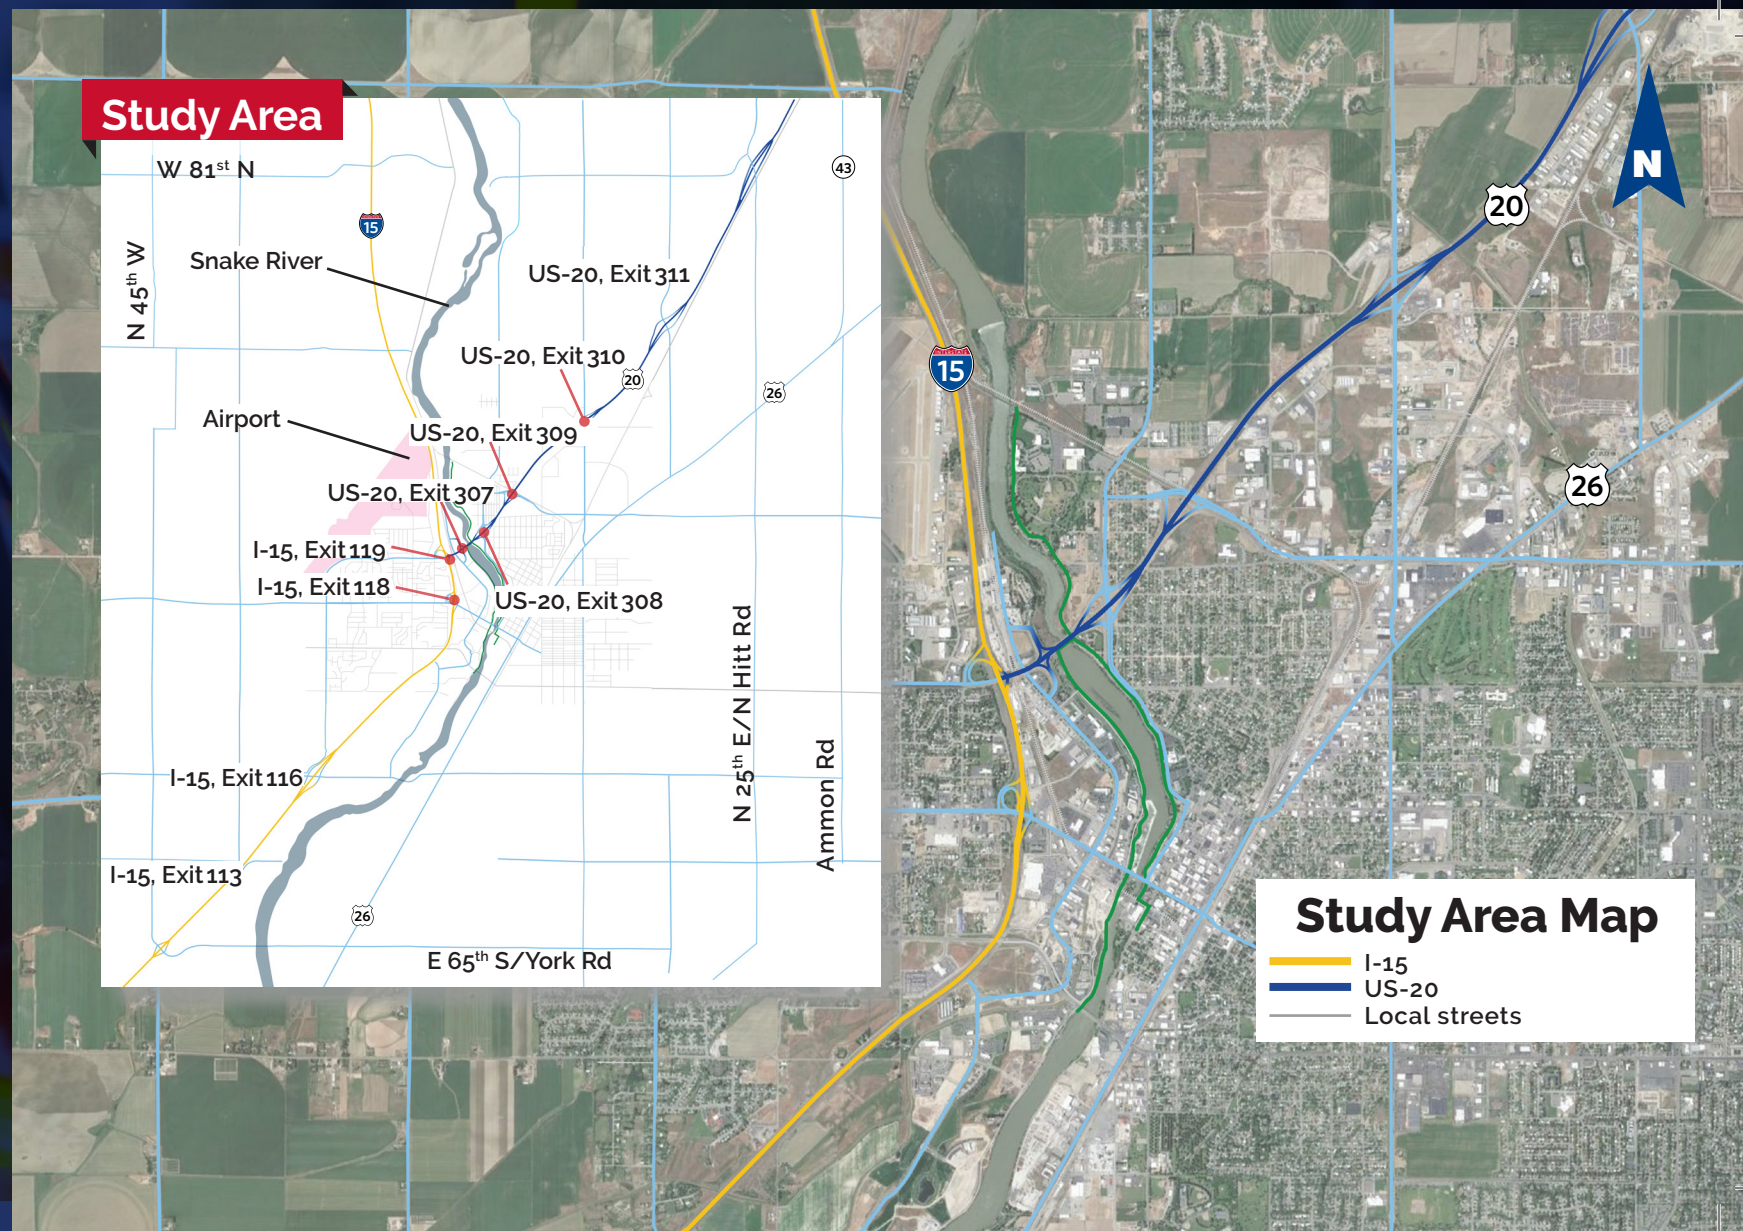 Study Area
W 81st N
43
15
N 45th W
Snake River
US-20, Exit 311
US-20, Exit 310
20
26
Airport
US-20, Exit 309
US-20, Exit 307
I-15, Exit 119
I-15, Exit 118
US-20, Exit 308
N 25th E/N Hitt Rd
Ammon Rd
I-15, Exit 116
I-15, Exit 113
26
E 65th S/York Rd
N
20
INTERSTATE
15
26
Study Area Map
I-15
US-20
Local streets